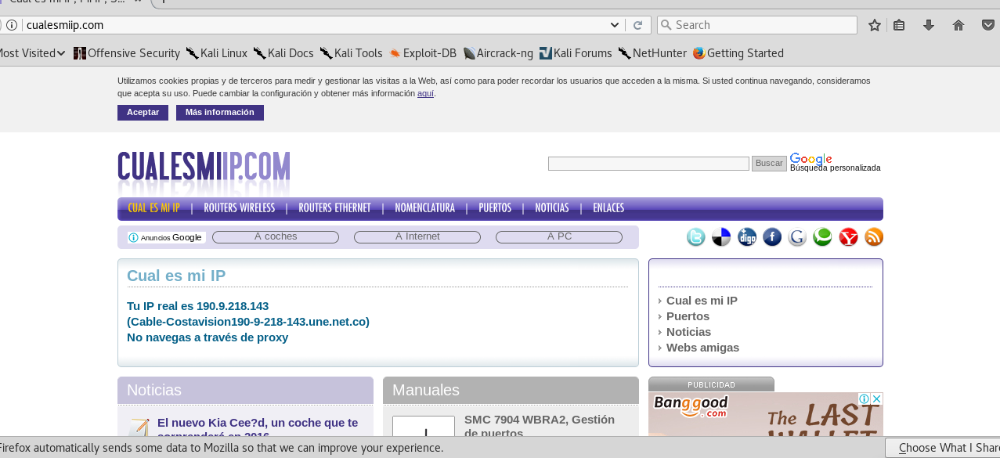 cualesmiip.com
Search
Most Visited
Offensive Security
Kali Linux
Kali Docs
Kali Tools
Exploit-DB
Aircrack-ng
Kali Forums
NetHunter
Getting Started
Utilizamos cookies propias y de terceros para medir y gestionar las visitas a la Web, así como para poder recordar los usuarios que acceden a la misma. Si usted continua navegando, consideramos
que acepta su uso. Puede cambiar la configuración y obtener más información aquí.
Aceptar
Más información
CUALESMIIP.COM
Buscar
Google
Búsqueda personalizada
CUAL ES MI IP | ROUTERS WIRELESS | ROUTERS ETHERNET | NOMENCLATURA | PUERTOS | NOTICIAS | ENLACES
Anuncios Google
A coches
A Internet
A PC
digg
Cual es mi IP
Tu IP real es 190.9.218.143
(Cable-Costavision190-9-218-143.une.net.co)
No navegas a través de proxy
Cual es mi IP
Puertos
Noticias
Webs amigas
Noticias
El nuevo Kia Cee?d, un coche que te
sorprenderá en 2016
Manuales
SMC 7904 WBRA2, Gestión
de puertos
PUBLICIDAD
Banggood
.com
The LAST
WALLET
Firefox automatically sends some data to Mozilla so that we can improve your experience.
Choose What I Share